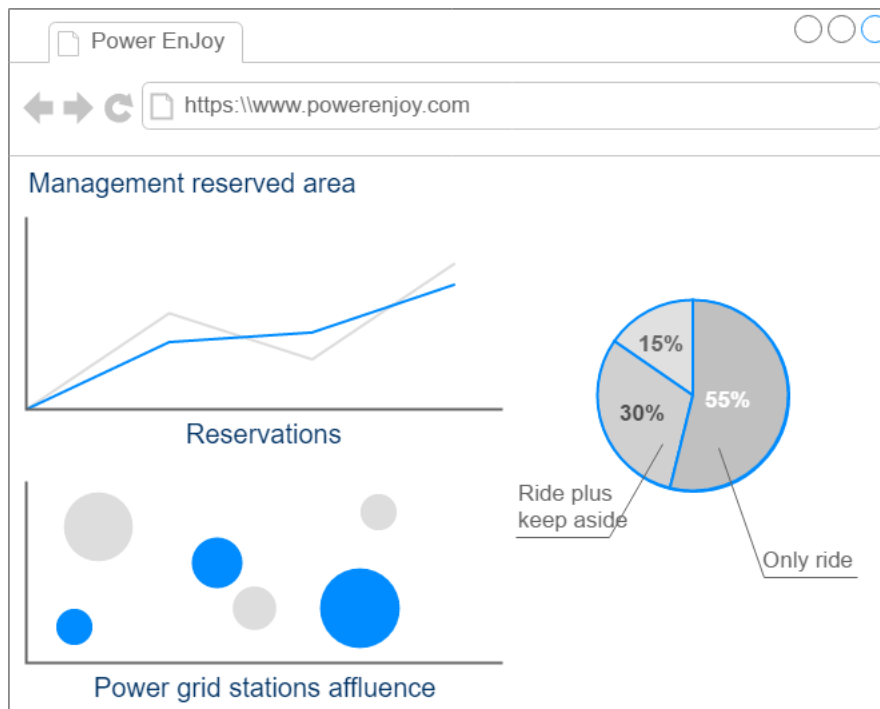 Power EnJoy
https:\\www.powerenjoy.com
Management reserved area
Reservations
15%
30%
55%
Ride plus
keep aside
Only ride
Power grid stations affluence